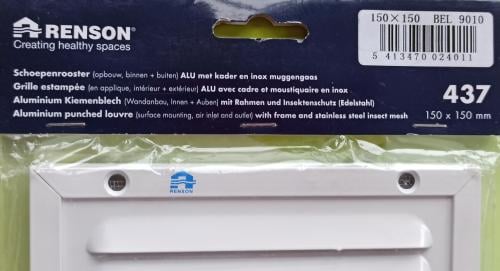 RENSON®
Creating healthy spaces
150×150 BEL 9010
5 413470 024011
Schoepenrooster (opbouw, binnen + buiten) ALU met kader en inox muggengaas
Grille estampée (en applique, intérieur + extérieur) ALU avec cadre et moustiquaire en inox
Aluminium Kiemenblech (Wandanbau, Innen + Außen) mit Rahmen und Insektenschutz (Edelstahl)
Aluminium punched louvre (surface mounting, air inlet and outlet) with frame and stainless steel insect mesh
437
150 x 150 mm
RENSON